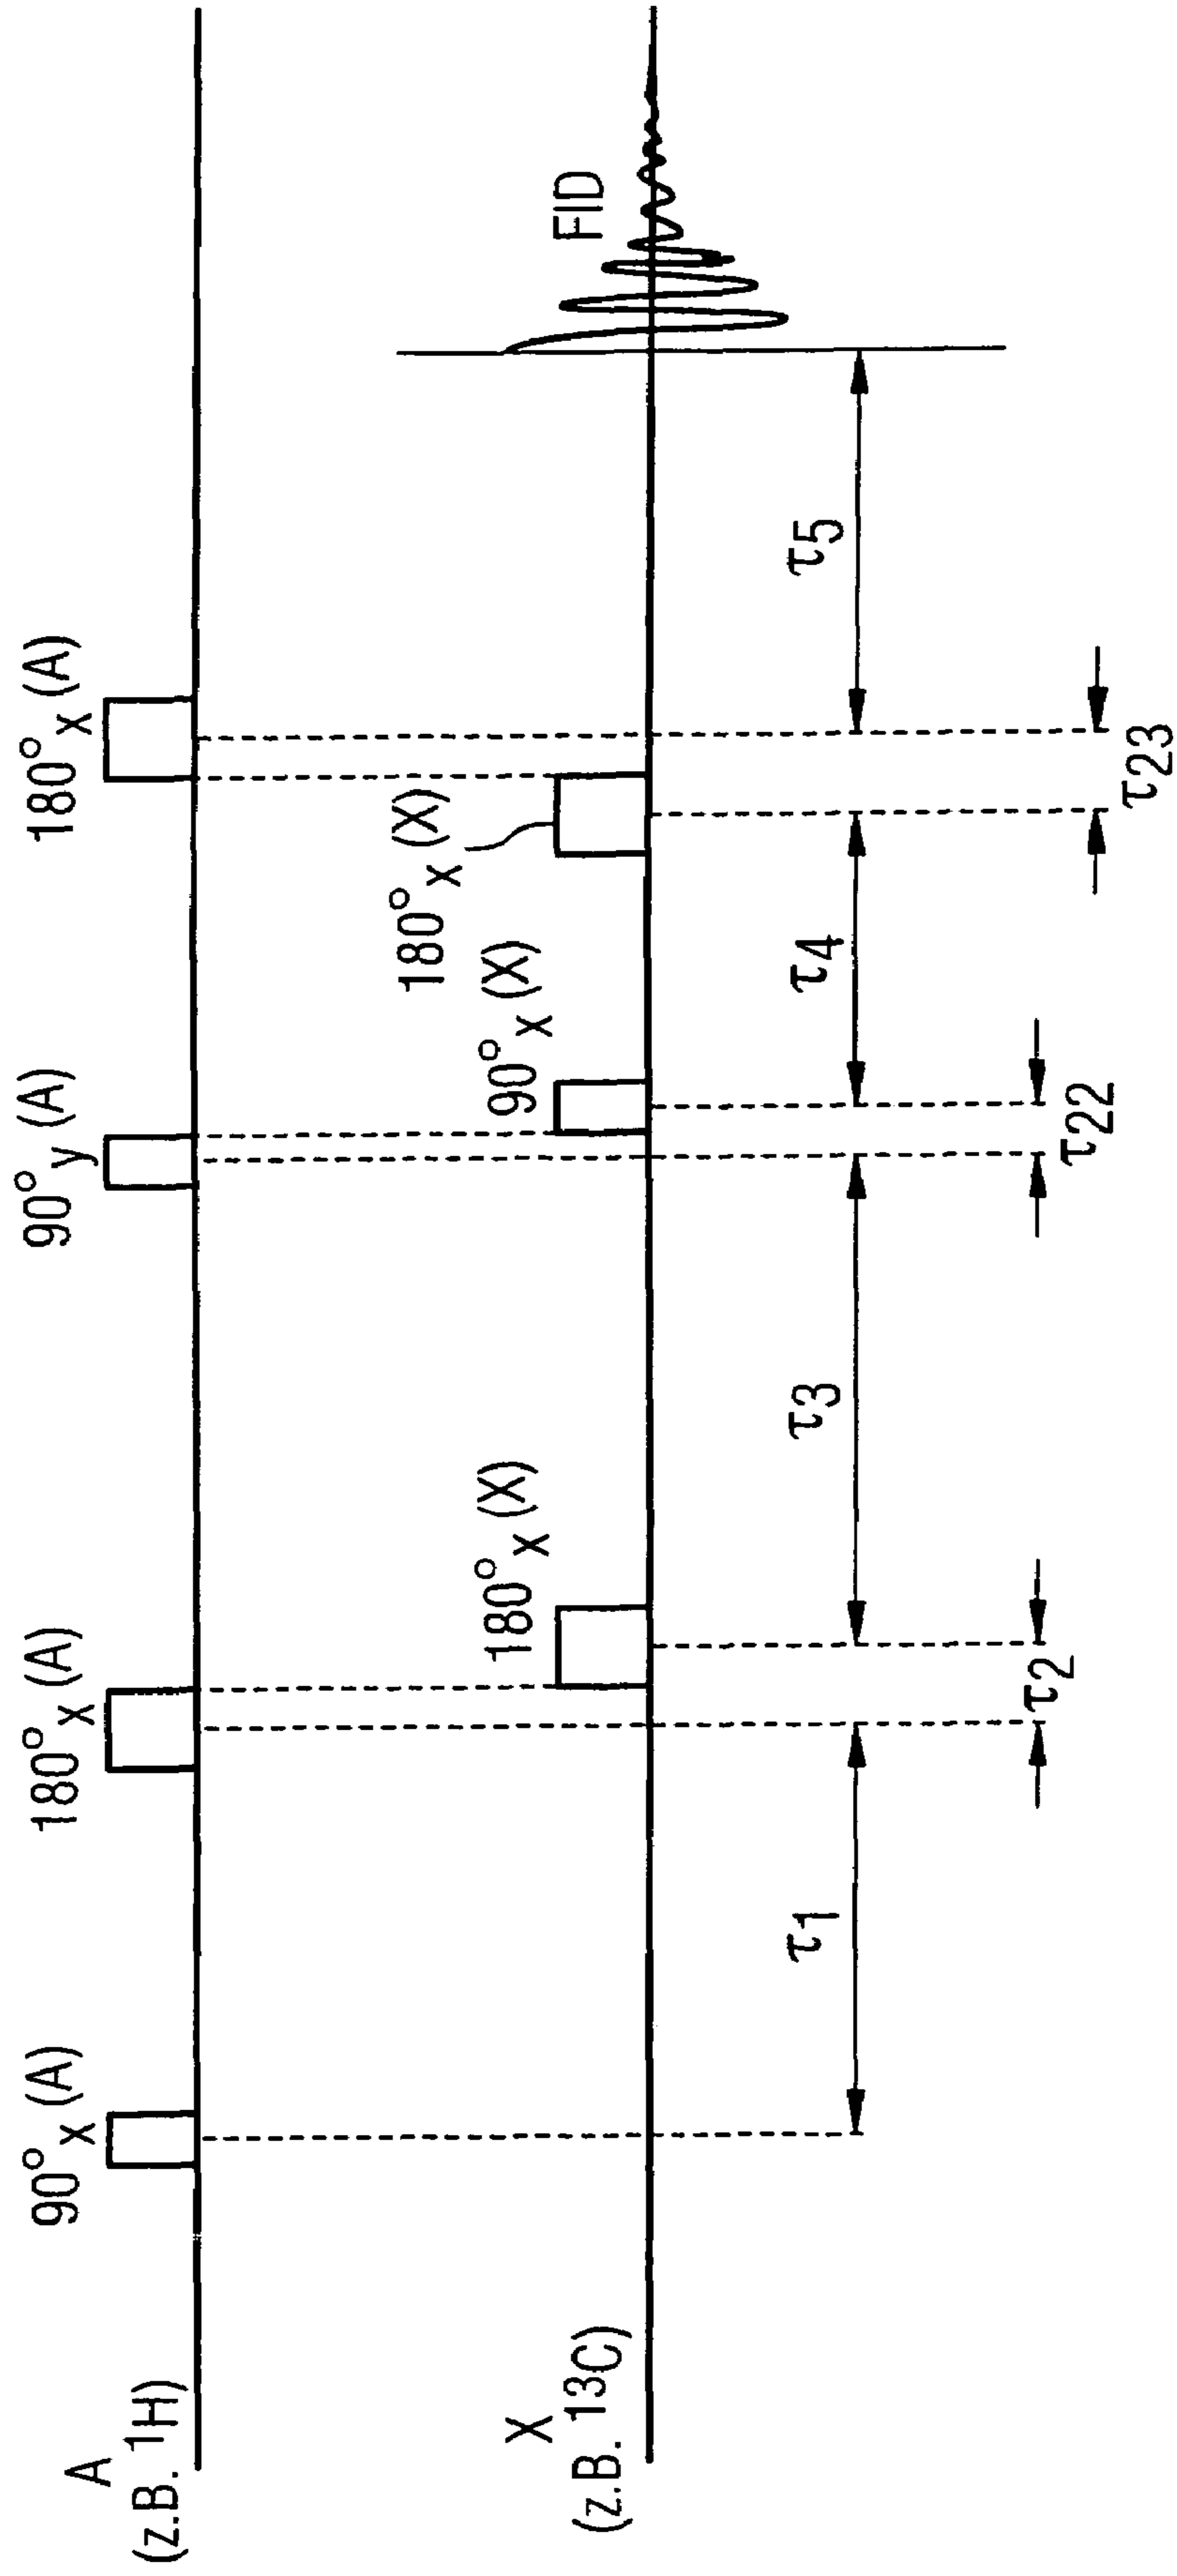 A
(z.B. ¹H)
90°x (A)
180°x (A)
90°y (A)
180°x (A)
X
(z.B. ¹³C)
180°x (X)
90°x (X)
180°x (X)
FID
τ1
τ3
τ4
τ5
τ2
τ22
τ23